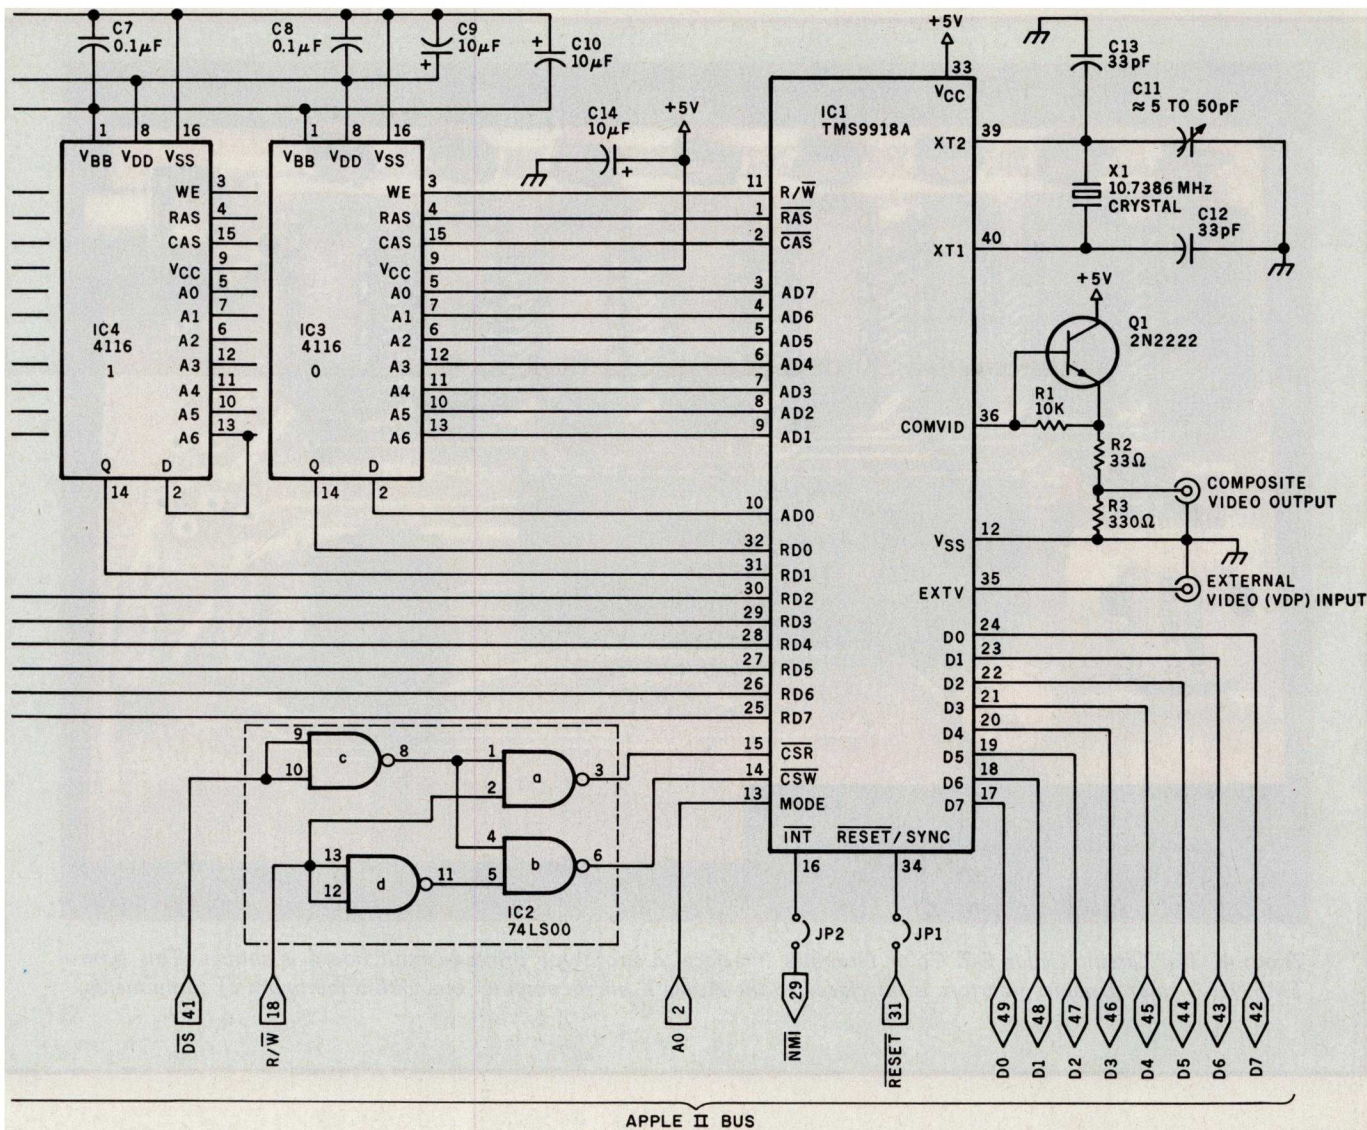 C7
0.1µF
C8
0.1µF
C9
10µF
+
+
C10
10µF
1
8
16
1
8
16
VBB VDD VSS
VBB VDD VSS
WE 3
RAS 4
CAS 15
VCC 9
A0 5
A1 7
A2 6
A3 12
A4 11
A5 10
A6 13
IC4
4116
1
Q
D
14
2
WE 3
RAS 4
CAS 15
VCC 9
A0 5
A1 7
A2 6
A3 12
A4 11
A5 10
A6 13
IC3
4116
0
Q
D
14
2
C14
10µF
+
+5V
+5V
33
VCC
IC1
TMS9918A
11 R/W̅
1 R̅A̅S̅
2 C̅A̅S̅
3 AD7
4 AD6
5 AD5
6 AD4
7 AD3
8 AD2
9 AD1
10 AD0
32 RD0
31 RD1
30 RD2
29 RD3
28 RD4
27 RD5
26 RD6
25 RD7
15 C̅S̅R̅
14 C̅S̅W̅
13 MODE
I̅N̅T̅
R̅E̅S̅E̅T̅/SYNC
16
34
XT2 39
XT1 40
COMVID 36
VSS 12
EXTV 35
D0 24
D1 23
D2 22
D3 21
D4 20
D5 19
D6 18
D7 17
C13
33pF
C11
≈ 5 TO 50pF
X1
10.7386 MHz
CRYSTAL
C12
33pF
+5V
Q1
2N2222
R1
10K
R2
33Ω
R3
330Ω
COMPOSITE
VIDEO OUTPUT
EXTERNAL
VIDEO (VDP) INPUT
9
10
c
8
1
2
a
3
13
12
d
11
4
5
b
6
IC2
74LS00
JP2
JP1
41
D̅S̅
18
R/W̅
2
A0
29
N̅M̅I̅
31
R̅E̅S̅E̅T̅
49
48
47
46
45
44
43
42
D0
D1
D2
D3
D4
D5
D6
D7
APPLE II BUS